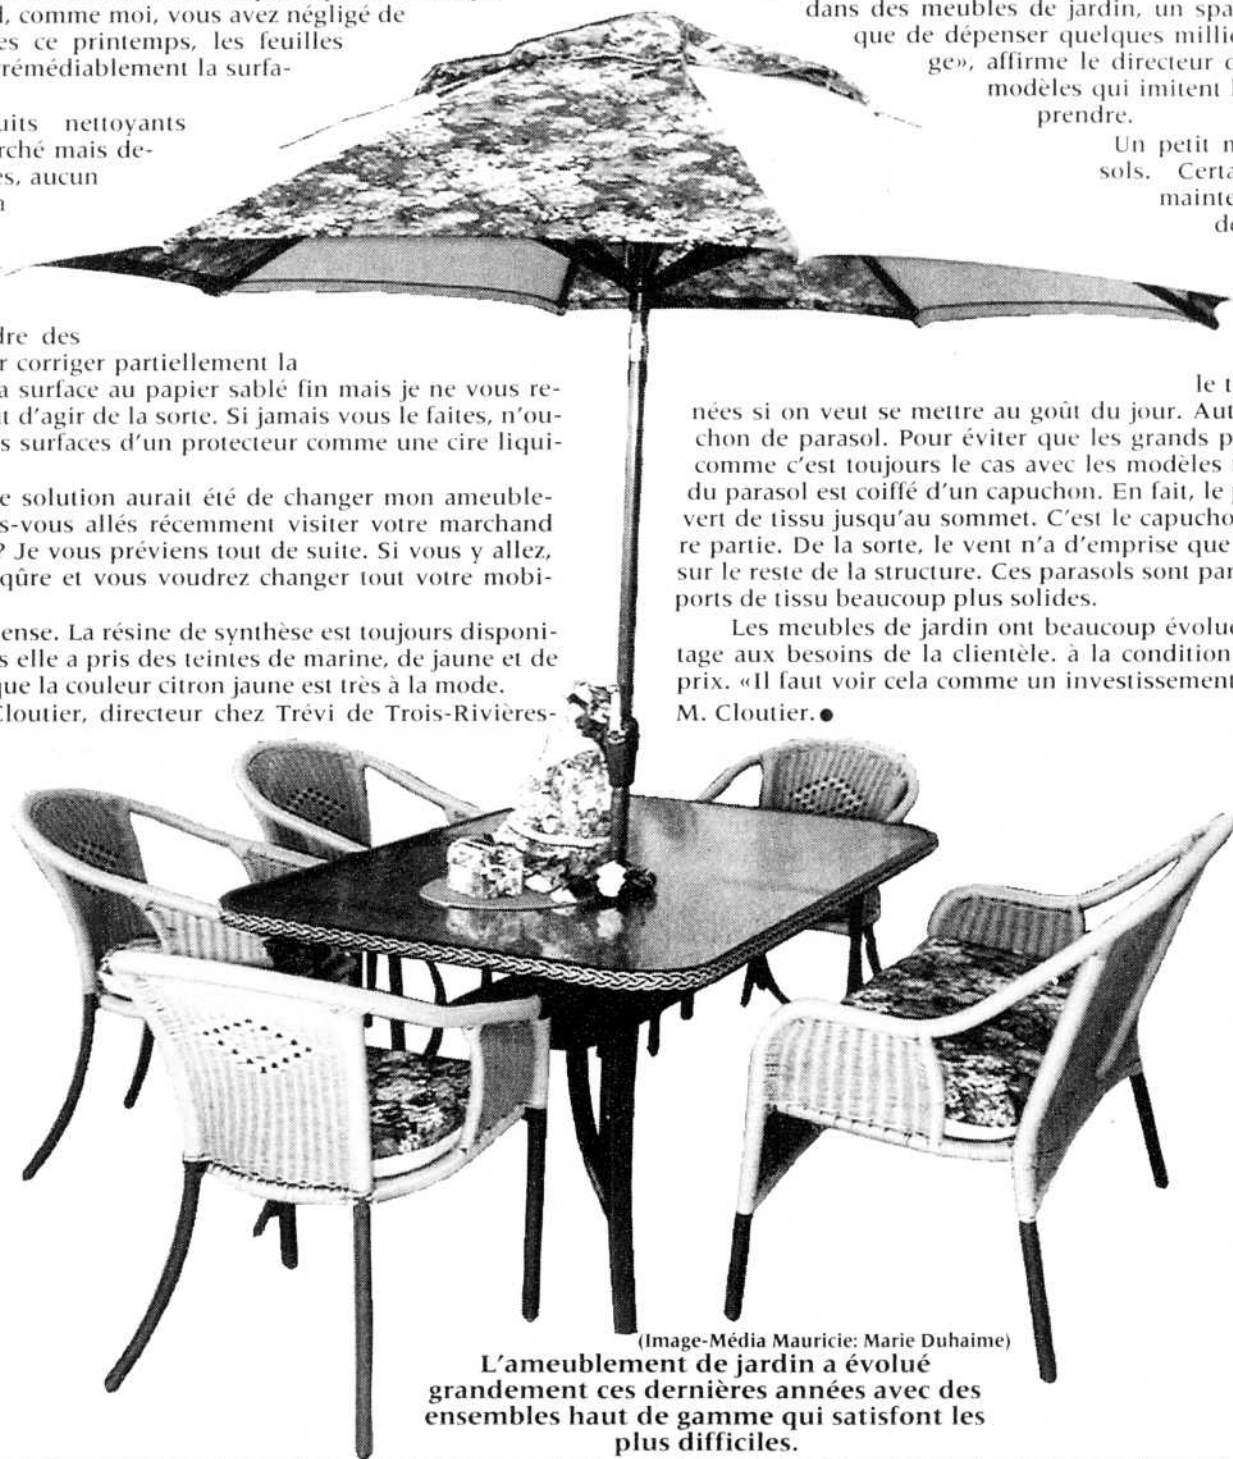 l, comme moi, vous avez négligé de
es ce printemps, les feuilles
rémédiablement la surfa-
uits nettoyants
rché mais de-
es, aucun
dre des
r corriger partiellement la
a surface au papier sablé fin mais je ne vous re-
t d'agir de la sorte. Si jamais vous le faites, n'ou-
s surfaces d'un protecteur comme une cire liqui-
e solution aurait été de changer mon ameuble-
s-vous allés récemment visiter votre marchand
? Je vous préviens tout de suite. Si vous y allez,
qûre et vous voudrez changer tout votre mobi-
ense. La résine de synthèse est toujours disponi-
s elle a pris des teintes de marine, de jaune et de
que la couleur citron jaune est très à la mode.
Cloutier, directeur chez Trévi de Trois-Rivières-
dans des meubles de jardin, un spa
que de dépenser quelques millie
ge», affirme le directeur d
modèles qui imitent l
prendre.
Un petit m
sols. Certa
mainte
de
le t
nées si on veut se mettre au goût du jour. Aut
chon de parasol. Pour éviter que les grands p
comme c'est toujours le cas avec les modèles
du parasol est coiffé d'un capuchon. En fait, le
vert de tissu jusqu'au sommet. C'est le capucho
re partie. De la sorte, le vent n'a d'emprise que
sur le reste de la structure. Ces parasols sont par
ports de tissu beaucoup plus solides.
Les meubles de jardin ont beaucoup évolué
tage aux besoins de la clientèle. à la condition
prix. «Il faut voir cela comme un investissement
M. Cloutier.●
(Image-Média Mauricie: Marie Duhaime)
L'ameublement de jardin a évolué
grandement ces dernières années avec des
ensembles haut de gamme qui satisfont les
plus difficiles.